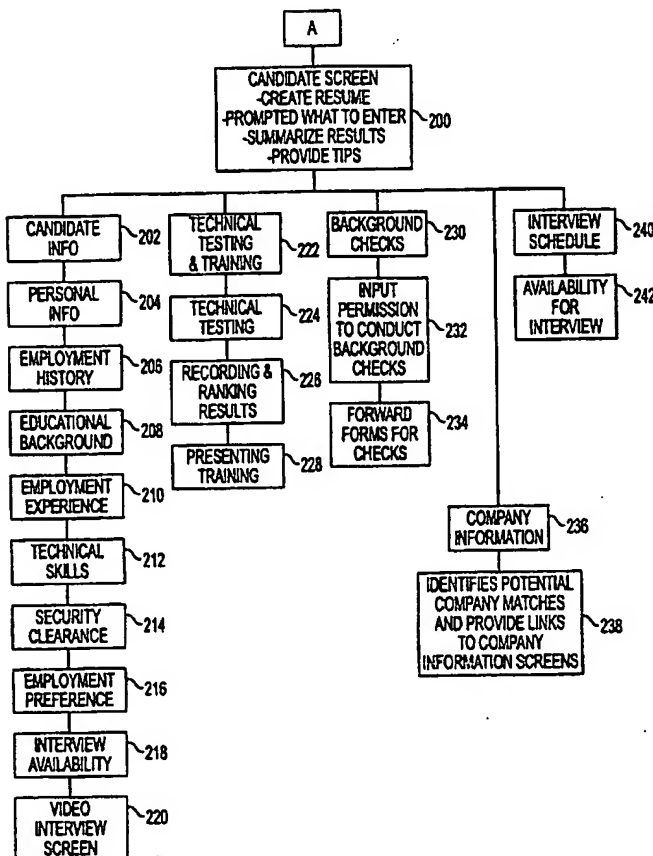 A
CANDIDATE SCREEN
-CREATE RESUME
-PROMPTED WHAT TO ENTER
-SUMMARIZE RESULTS
-PROVIDE TIPS
200
CANDIDATE
INFO
202
PERSONAL
INFO
204
EMPLOYMENT
HISTORY
206
EDUCATIONAL
BACKGROUND
208
EMPLOYMENT
EXPERIENCE
210
TECHNICAL
SKILLS
212
SECURITY
CLEARANCE
214
EMPLOYMENT
PREFERENCE
216
INTERVIEW
AVAILABILITY
218
VIDEO
INTERVIEW
SCREEN
220
TECHNICAL
TESTING
& TRAINING
222
TECHNICAL
TESTING
224
RECORDING &
RANKING
RESULTS
226
PRESENTING
TRAINING
228
BACKGROUND
CHECKS
230
INPUT
PERMISSION
TO CONDUCT
BACKGROUND
CHECKS
232
FORWARD
FORMS FOR
CHECKS
234
COMPANY
INFORMATION
236
IDENTIFIES POTENTIAL
COMPANY MATCHES
AND PROVIDE LINKS
TO COMPANY
INFORMATION SCREENS
238
INTERVIEW
SCHEDULE
240
AVAILABILITY
FOR
INTERVIEW
242